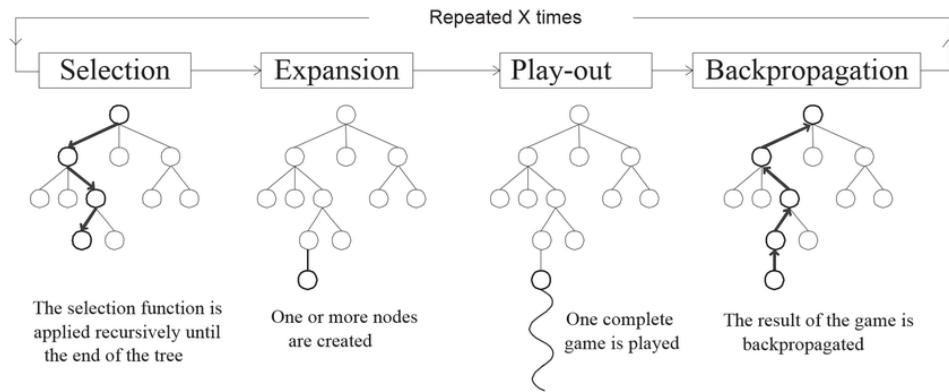 Repeated X times
Selection
Expansion
Play-out
Backpropagation
The selection function is
applied recursively until
the end of the tree
One or more nodes
are created
One complete
game is played
The result of the game is
backpropagated